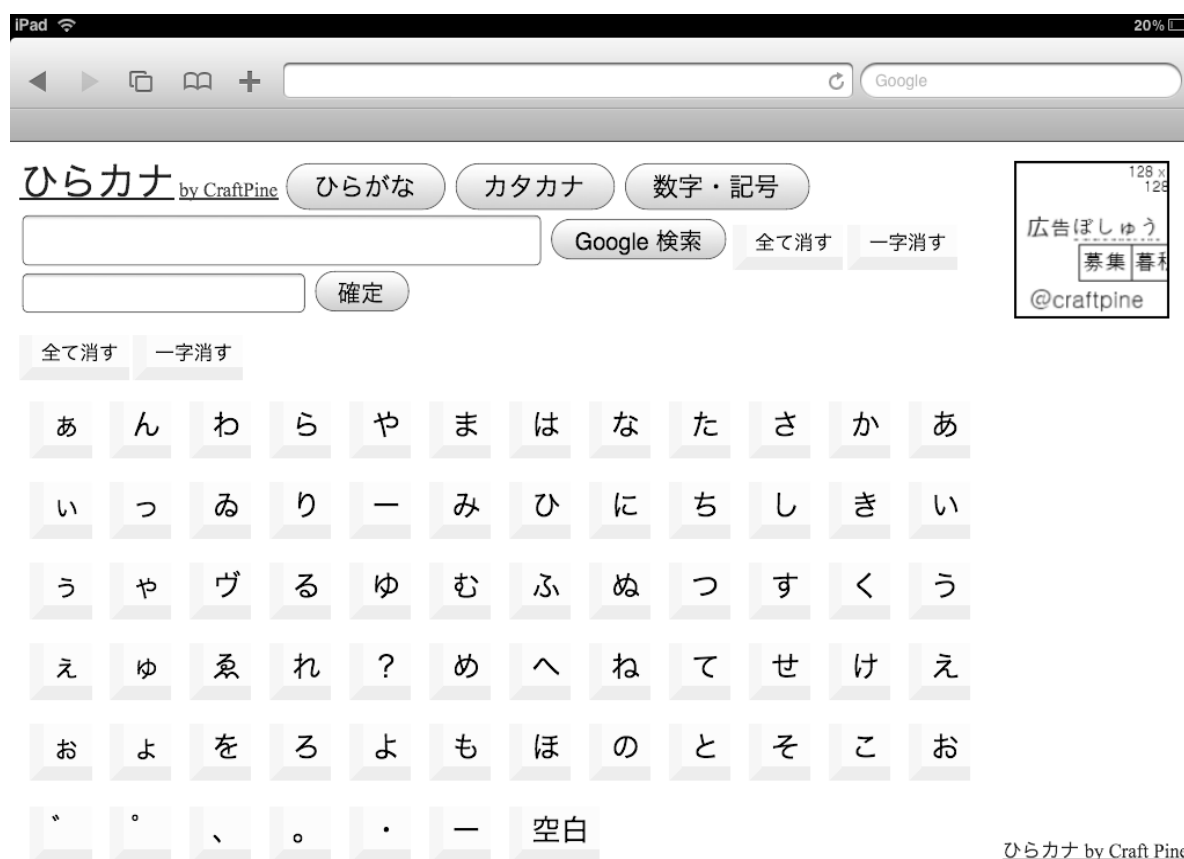 iPad 20%
Google
ひらカナ by CraftPine ひらがな カタカナ 数字・記号
128 x
128
Google 検索 全て消す 一字消す
広告ぼしゅう
募集
確定
@craftpine
全て消す 一字消す
ぁ ん わ ら や ま は な た さ か あ
ぃ っ ゐ り ー み ひ に ち し き い
ぅ ゃ ヴ る ゆ む ふ ぬ つ す く う
ぇ ゅ ゑ れ ? め へ ね て せ け え
ぉ ょ を ろ よ も ほ の と そ こ お
゛ ゜ 、 。 ・ ー 空白
ひらカナ by Craft Pine